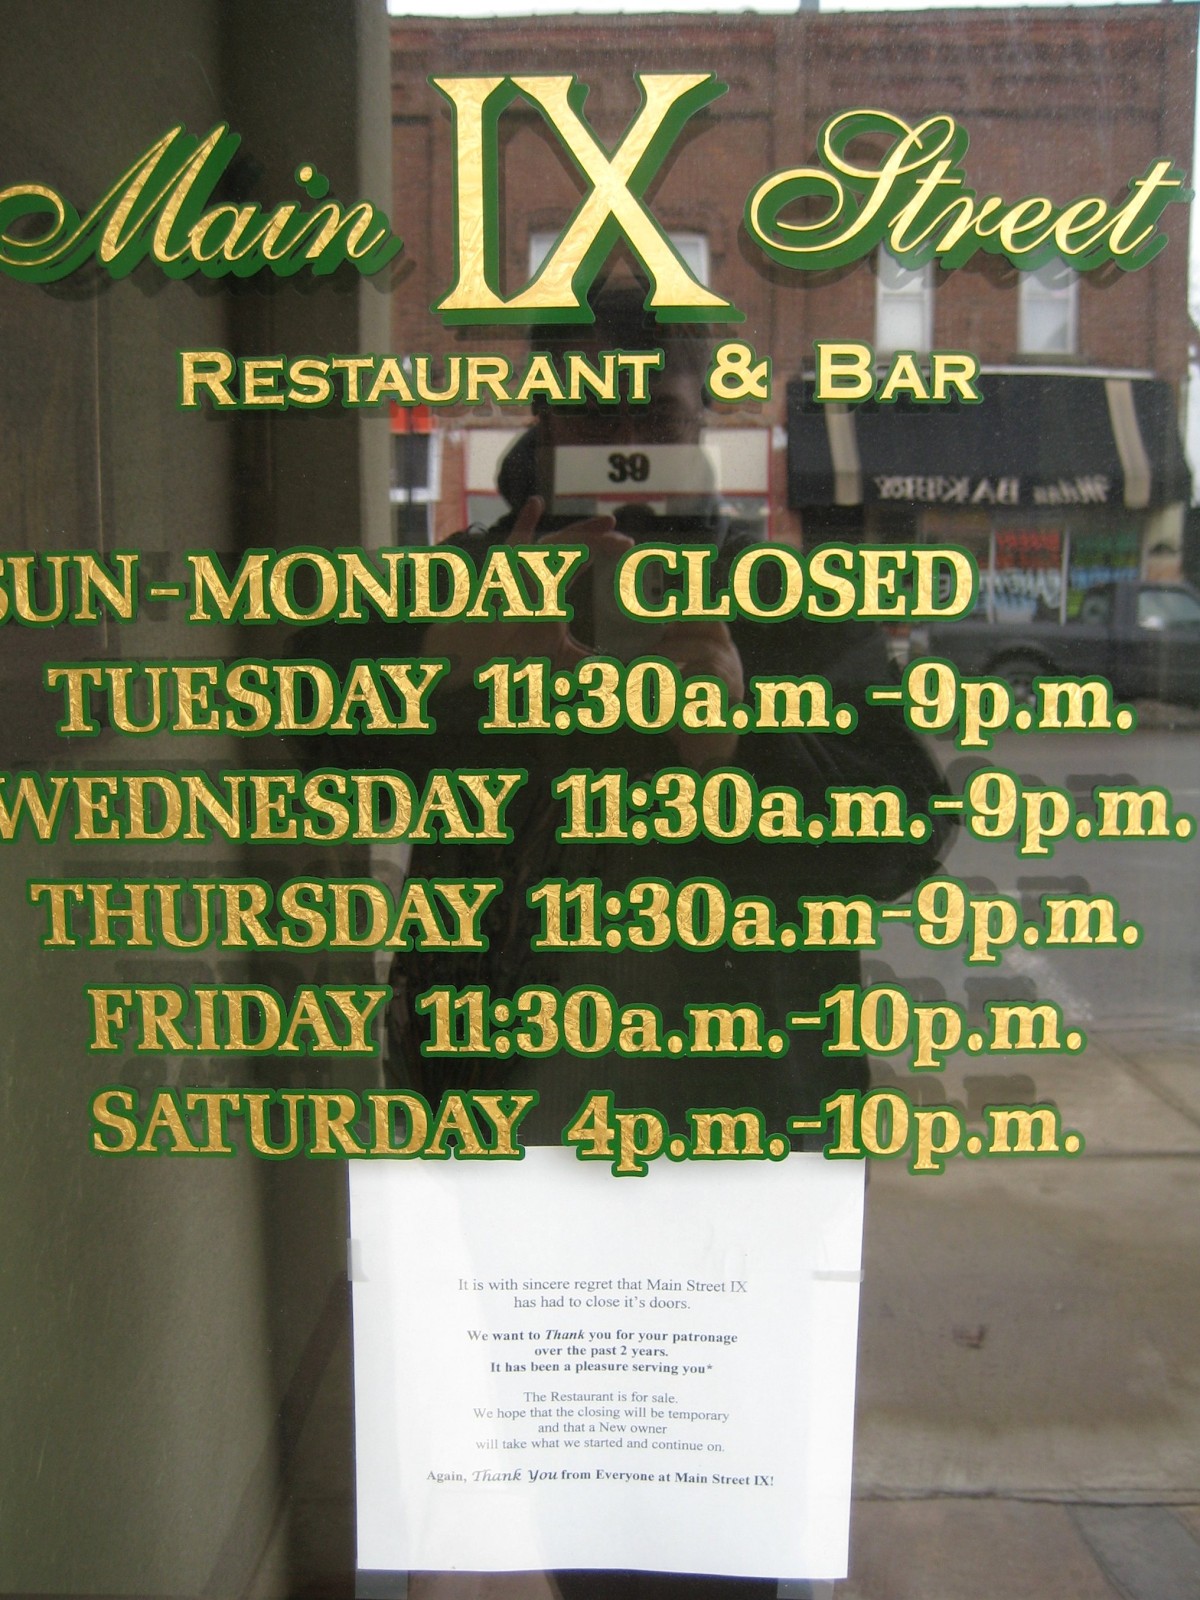 Main IX Street
RESTAURANT & BAR
39
Milan BAKERY
SUN-MONDAY CLOSED
TUESDAY 11:30a.m.-9p.m.
WEDNESDAY 11:30a.m.-9p.m.
THURSDAY 11:30a.m-9p.m.
FRIDAY 11:30a.m.-10p.m.
SATURDAY 4p.m.-10p.m.
It is with sincere regret that Main Street IX
has had to close it's doors.
We want to Thank you for your patronage
over the past 2 years.
It has been a pleasure serving you*
The Restaurant is for sale.
We hope that the closing will be temporary
and that a New owner
will take what we started and continue on.
Again, Thank You from Everyone at Main Street IX!